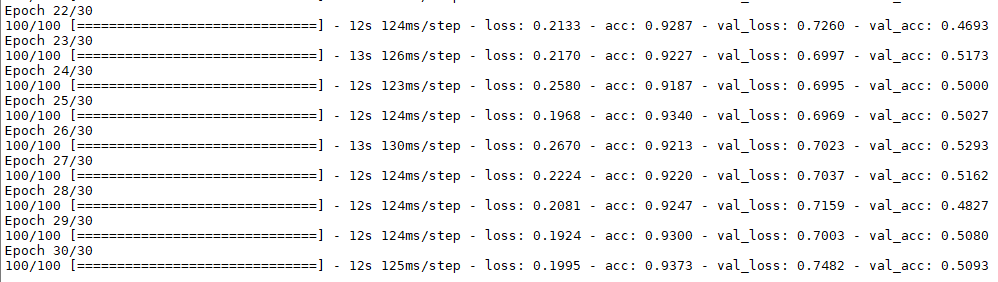 Epoch 22/30
100/100 [==============================] - 12s 124ms/step - loss: 0.2133 - acc: 0.9287 - val_loss: 0.7260 - val_acc: 0.4693
Epoch 23/30
100/100 [==============================] - 13s 126ms/step - loss: 0.2170 - acc: 0.9227 - val_loss: 0.6997 - val_acc: 0.5173
Epoch 24/30
100/100 [==============================] - 12s 123ms/step - loss: 0.2580 - acc: 0.9187 - val_loss: 0.6995 - val_acc: 0.5000
Epoch 25/30
100/100 [==============================] - 12s 124ms/step - loss: 0.1968 - acc: 0.9340 - val_loss: 0.6969 - val_acc: 0.5027
Epoch 26/30
100/100 [==============================] - 13s 130ms/step - loss: 0.2670 - acc: 0.9213 - val_loss: 0.7023 - val_acc: 0.5293
Epoch 27/30
100/100 [==============================] - 12s 124ms/step - loss: 0.2224 - acc: 0.9220 - val_loss: 0.7037 - val_acc: 0.5162
Epoch 28/30
100/100 [==============================] - 12s 124ms/step - loss: 0.2081 - acc: 0.9247 - val_loss: 0.7159 - val_acc: 0.4827
Epoch 29/30
100/100 [==============================] - 12s 124ms/step - loss: 0.1924 - acc: 0.9300 - val_loss: 0.7003 - val_acc: 0.5080
Epoch 30/30
100/100 [==============================] - 12s 125ms/step - loss: 0.1995 - acc: 0.9373 - val_loss: 0.7482 - val_acc: 0.5093